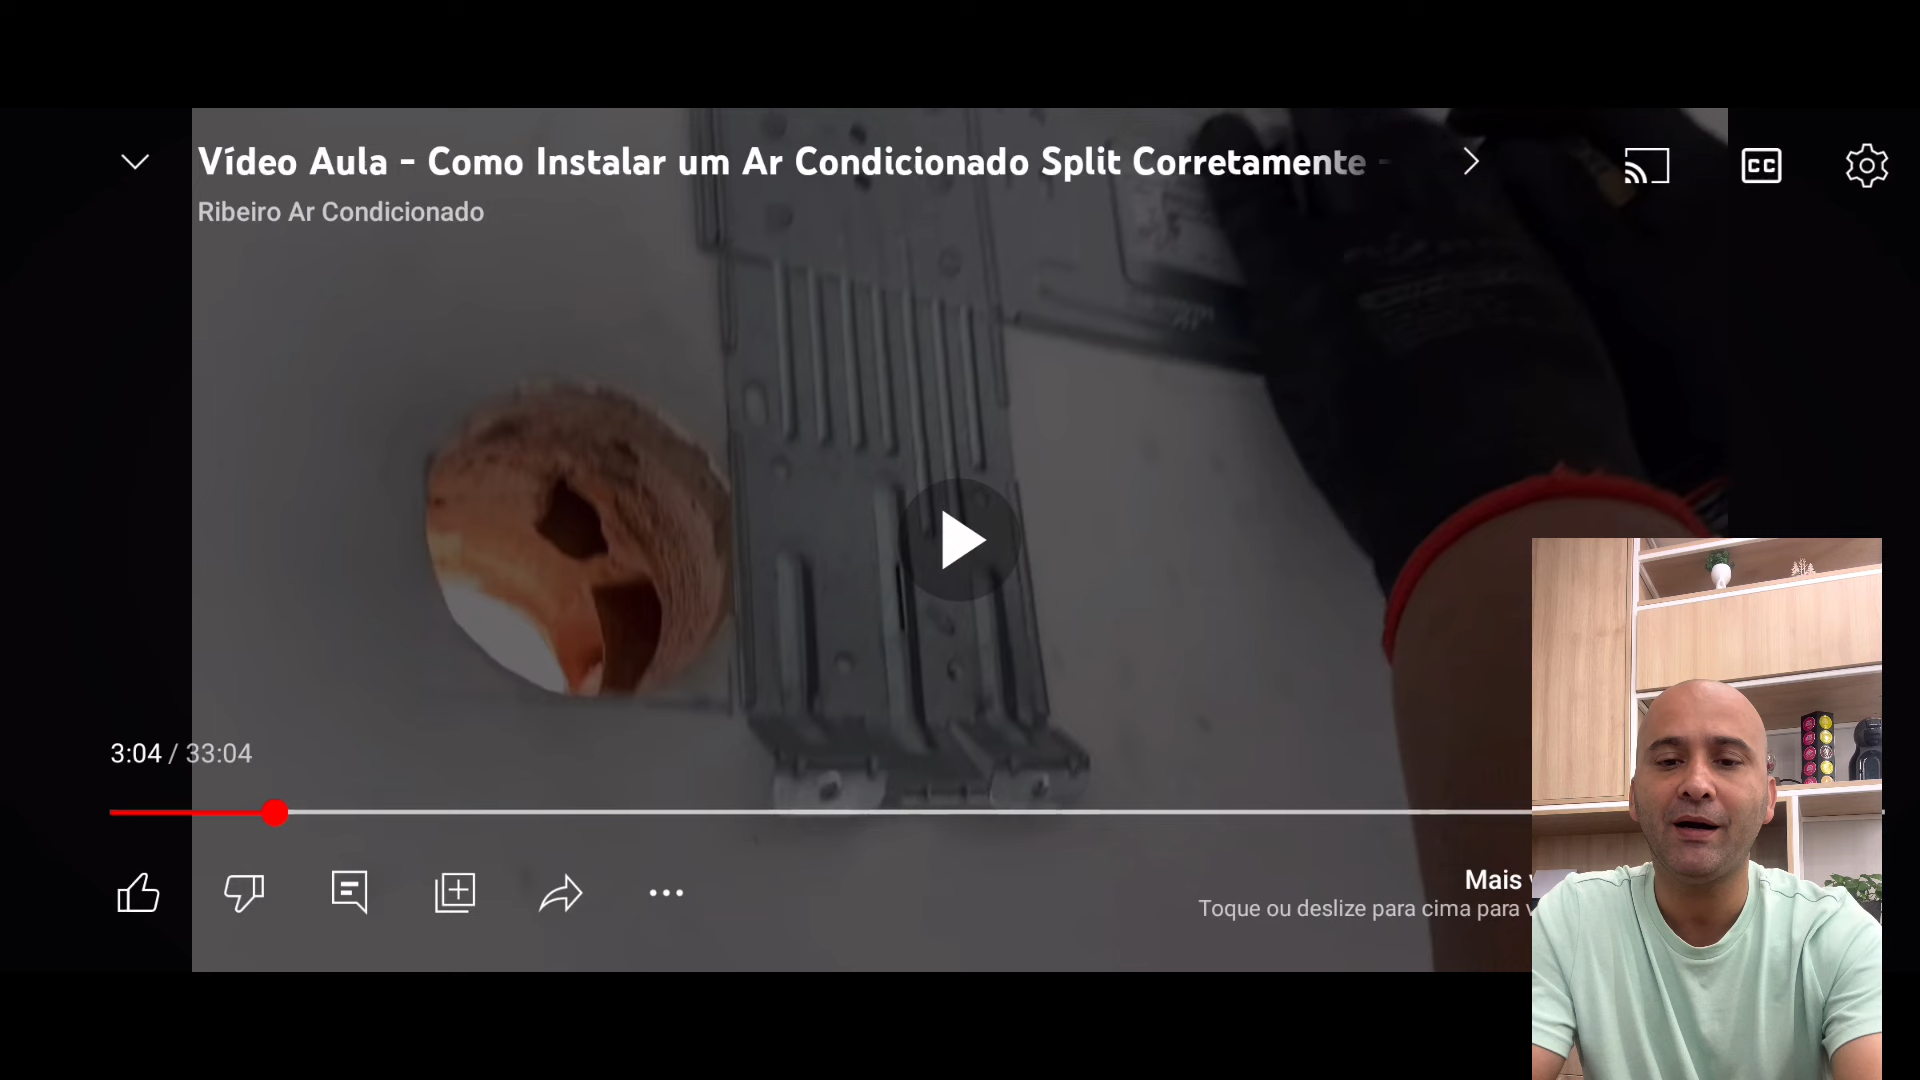 Vídeo Aula - Como Instalar um Ar Condicionado Split Corretamente -
Ribeiro Ar Condicionado
CC
3:04 / 33:04
Mais
Toque ou deslize para cima para